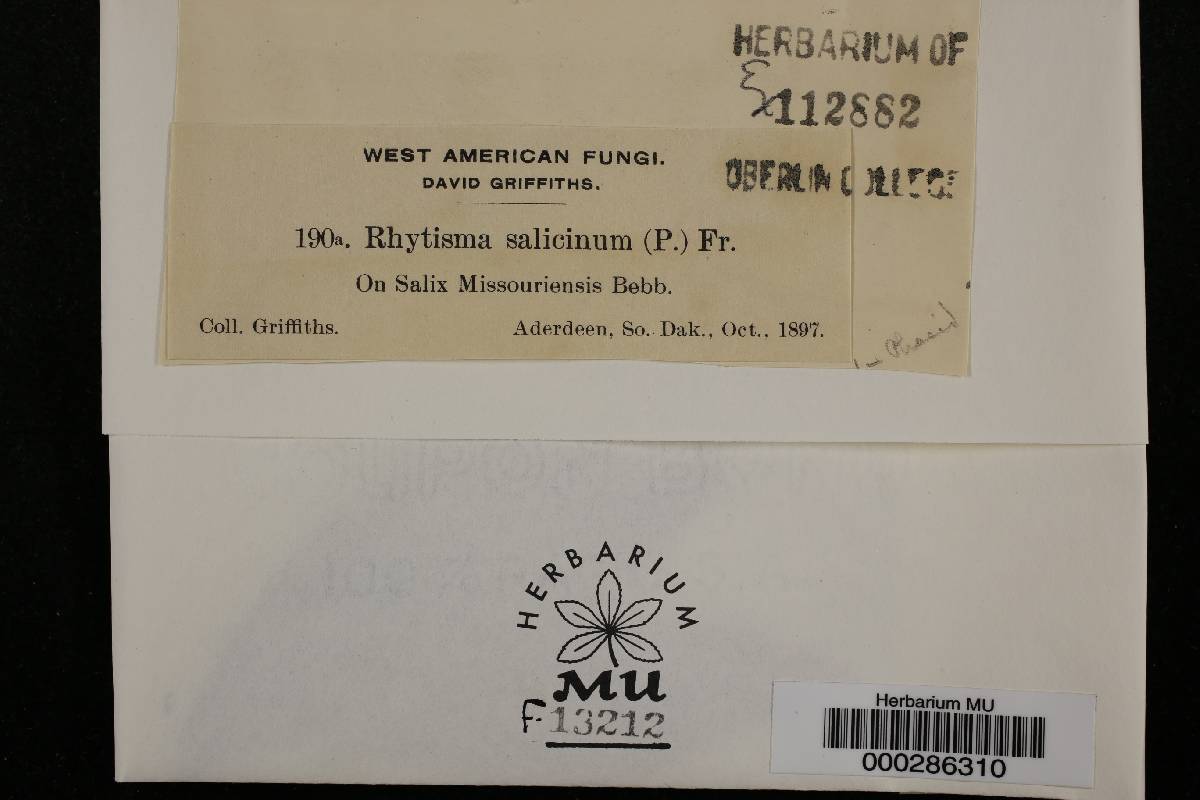 HERBARIUM OF
112882
OBERLIN COLLEGE
WEST AMERICAN FUNGI.
DAVID GRIFFITHS.
190a. Rhytisma salicinum (P.) Fr.
On Salix Missouriensis Bebb.
Coll. Griffiths. Aderdeen, So. Dak., Oct., 1897.
HERBARIUM
MU
F-13212
Herbarium MU
000286310